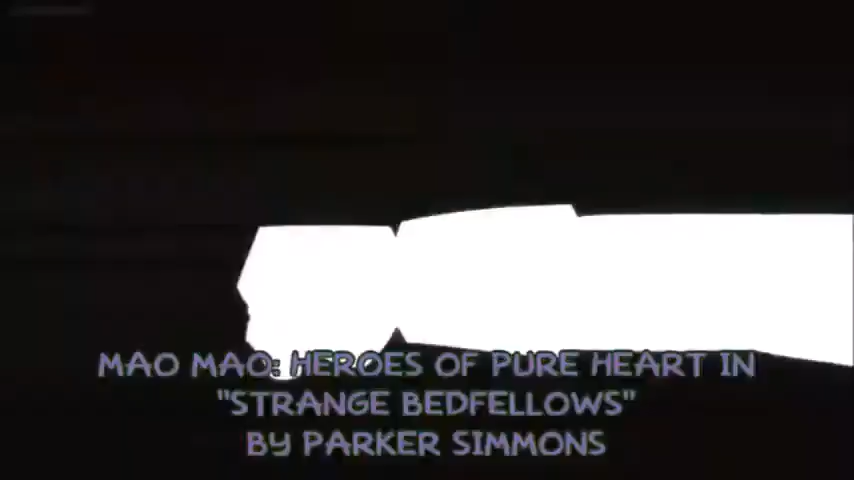 MAO MAO: HEROES OF PURE HEART IN
"STRANGE BEDFELLOWS"
BY PARKER SIMMONS